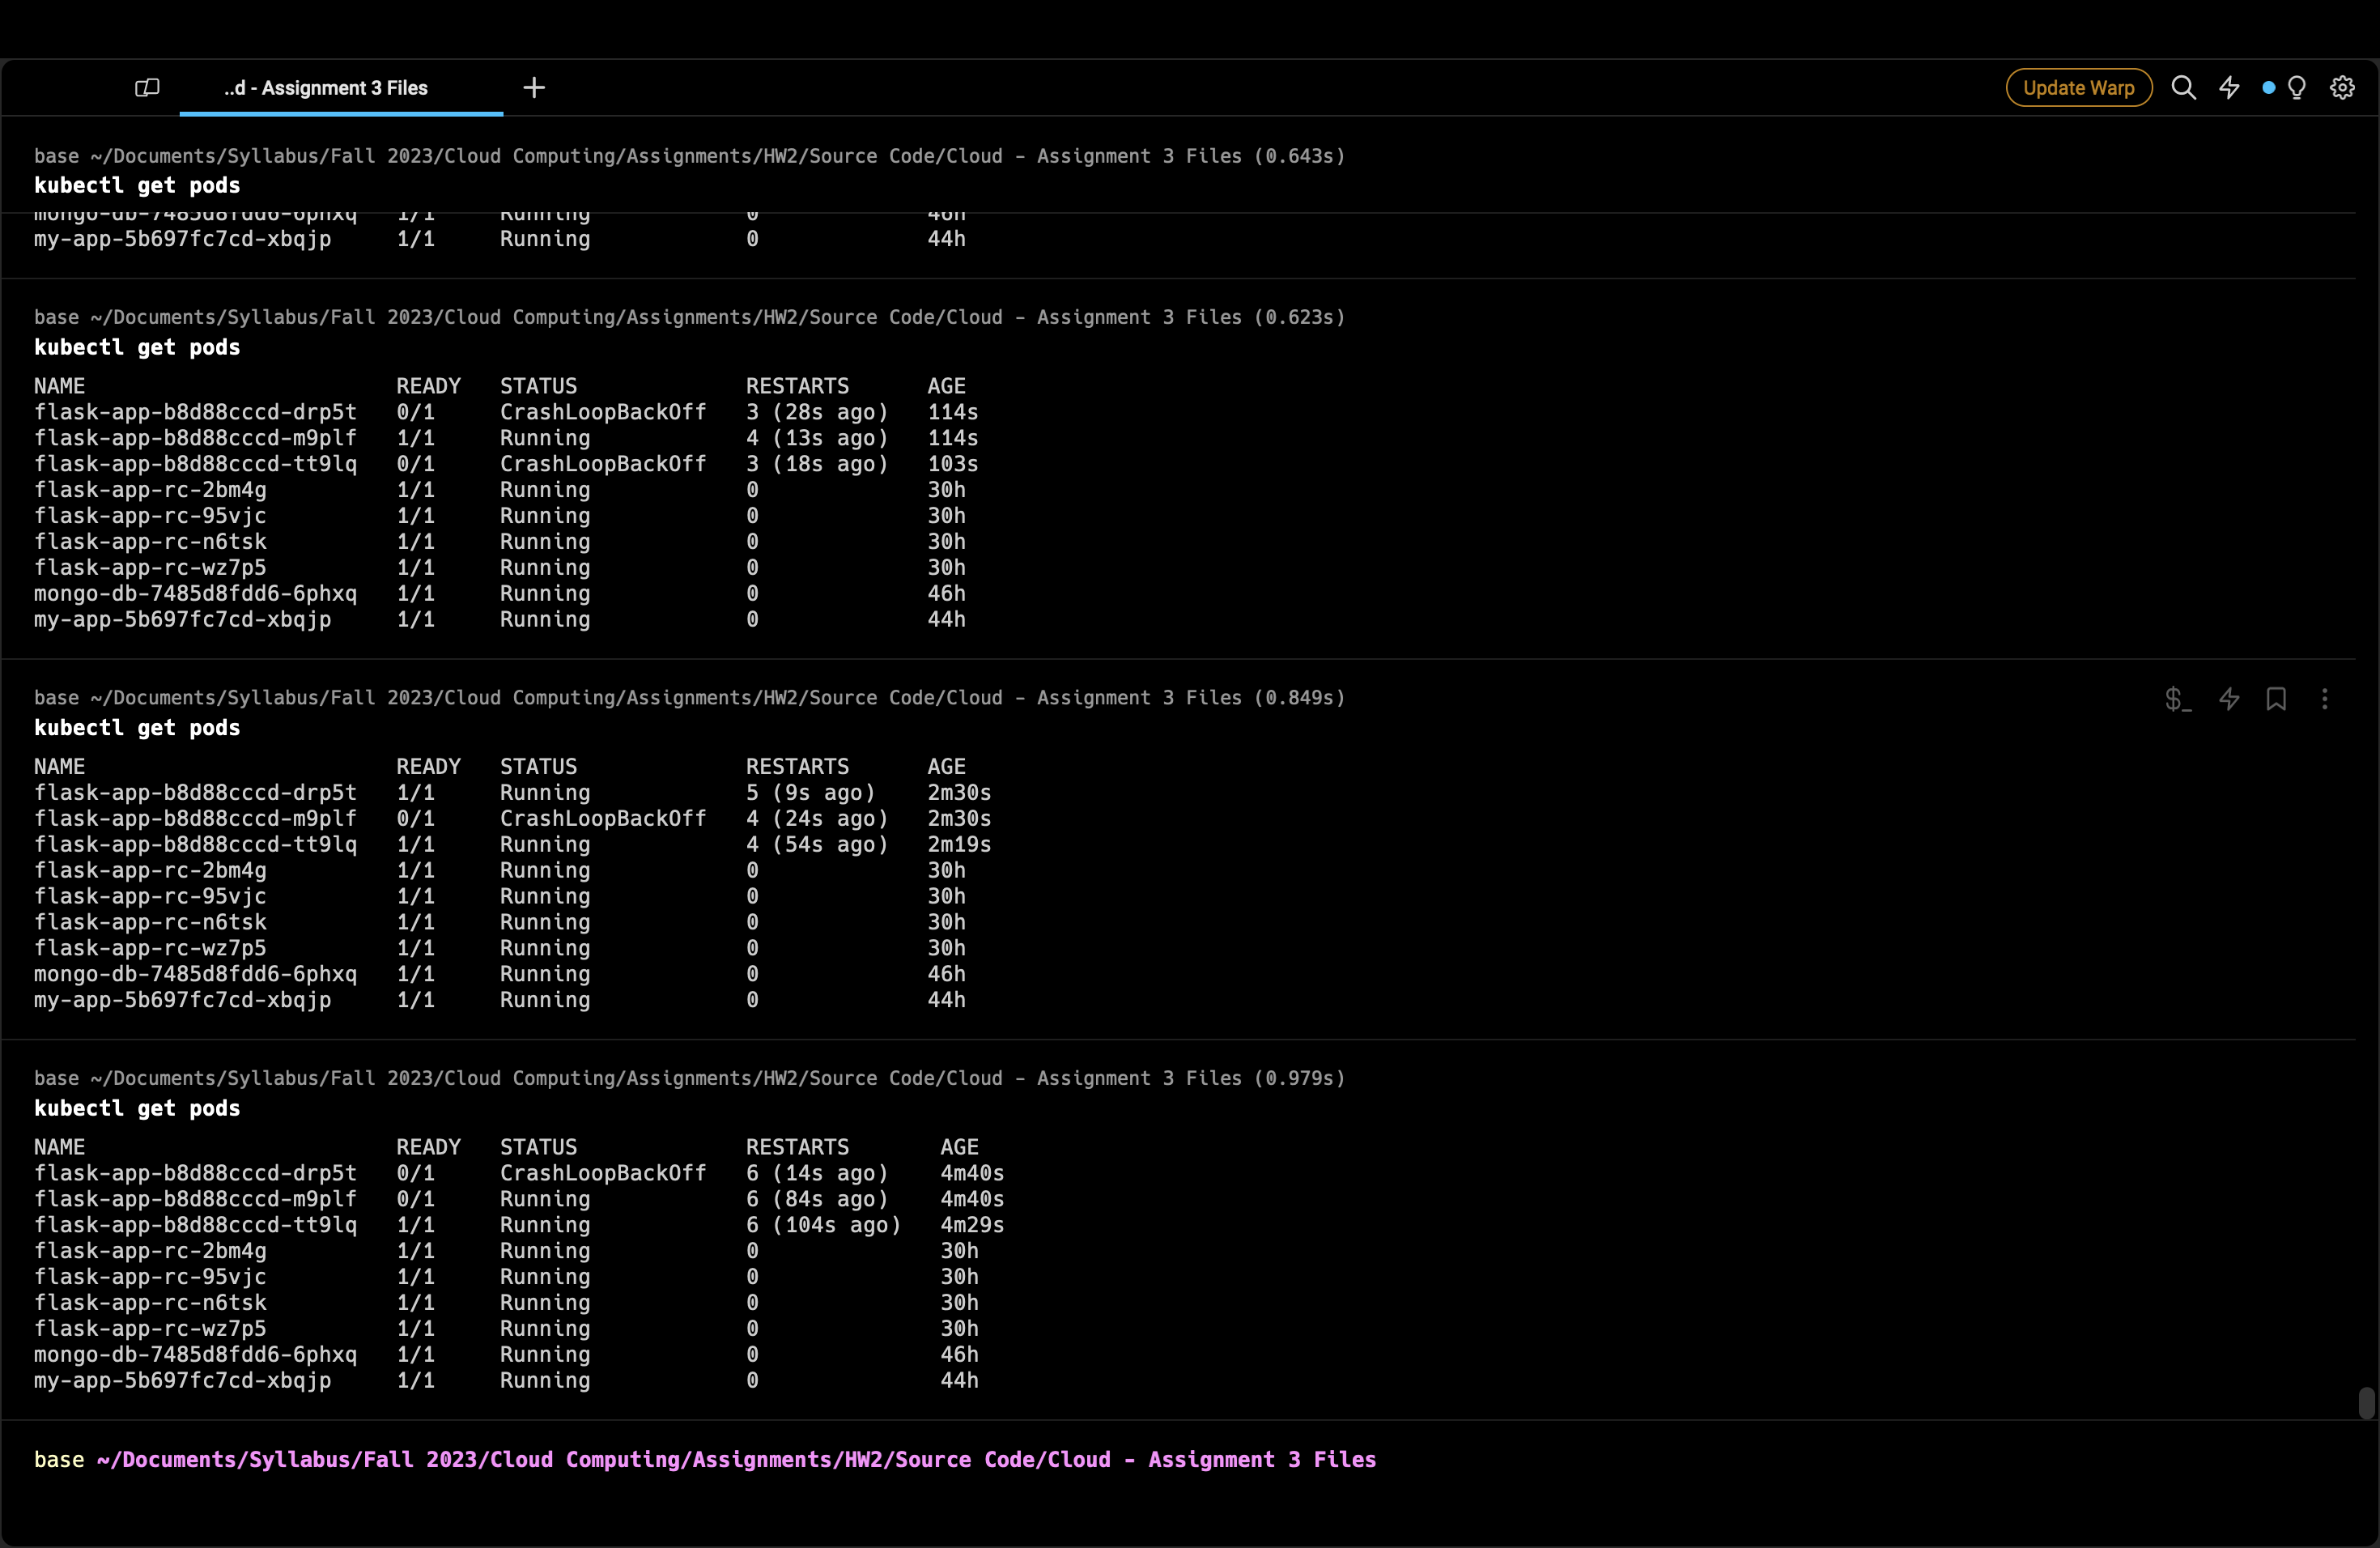 ..d - Assignment 3 Files
Update Warp
base ~/Documents/Syllabus/Fall 2023/Cloud Computing/Assignments/HW2/Source Code/Cloud - Assignment 3 Files (0.643s)
kubectl get pods
mongo-db-7485d8fdd6-6phxq 1/1 Running 0 46h
my-app-5b697fc7cd-xbqjp 1/1 Running 0 44h
base ~/Documents/Syllabus/Fall 2023/Cloud Computing/Assignments/HW2/Source Code/Cloud - Assignment 3 Files (0.623s)
kubectl get pods
NAME READY STATUS RESTARTS AGE
flask-app-b8d88cccd-drp5t 0/1 CrashLoopBackOff 3 (28s ago) 114s
flask-app-b8d88cccd-m9plf 1/1 Running 4 (13s ago) 114s
flask-app-b8d88cccd-tt9lq 0/1 CrashLoopBackOff 3 (18s ago) 103s
flask-app-rc-2bm4g 1/1 Running 0 30h
flask-app-rc-95vjc 1/1 Running 0 30h
flask-app-rc-n6tsk 1/1 Running 0 30h
flask-app-rc-wz7p5 1/1 Running 0 30h
mongo-db-7485d8fdd6-6phxq 1/1 Running 0 46h
my-app-5b697fc7cd-xbqjp 1/1 Running 0 44h
base ~/Documents/Syllabus/Fall 2023/Cloud Computing/Assignments/HW2/Source Code/Cloud - Assignment 3 Files (0.849s)
$_
kubectl get pods
NAME READY STATUS RESTARTS AGE
flask-app-b8d88cccd-drp5t 1/1 Running 5 (9s ago) 2m30s
flask-app-b8d88cccd-m9plf 0/1 CrashLoopBackOff 4 (24s ago) 2m30s
flask-app-b8d88cccd-tt9lq 1/1 Running 4 (54s ago) 2m19s
flask-app-rc-2bm4g 1/1 Running 0 30h
flask-app-rc-95vjc 1/1 Running 0 30h
flask-app-rc-n6tsk 1/1 Running 0 30h
flask-app-rc-wz7p5 1/1 Running 0 30h
mongo-db-7485d8fdd6-6phxq 1/1 Running 0 46h
my-app-5b697fc7cd-xbqjp 1/1 Running 0 44h
base ~/Documents/Syllabus/Fall 2023/Cloud Computing/Assignments/HW2/Source Code/Cloud - Assignment 3 Files (0.979s)
kubectl get pods
NAME READY STATUS RESTARTS AGE
flask-app-b8d88cccd-drp5t 0/1 CrashLoopBackOff 6 (14s ago) 4m40s
flask-app-b8d88cccd-m9plf 0/1 Running 6 (84s ago) 4m40s
flask-app-b8d88cccd-tt9lq 1/1 Running 6 (104s ago) 4m29s
flask-app-rc-2bm4g 1/1 Running 0 30h
flask-app-rc-95vjc 1/1 Running 0 30h
flask-app-rc-n6tsk 1/1 Running 0 30h
flask-app-rc-wz7p5 1/1 Running 0 30h
mongo-db-7485d8fdd6-6phxq 1/1 Running 0 46h
my-app-5b697fc7cd-xbqjp 1/1 Running 0 44h
base ~/Documents/Syllabus/Fall 2023/Cloud Computing/Assignments/HW2/Source Code/Cloud - Assignment 3 Files